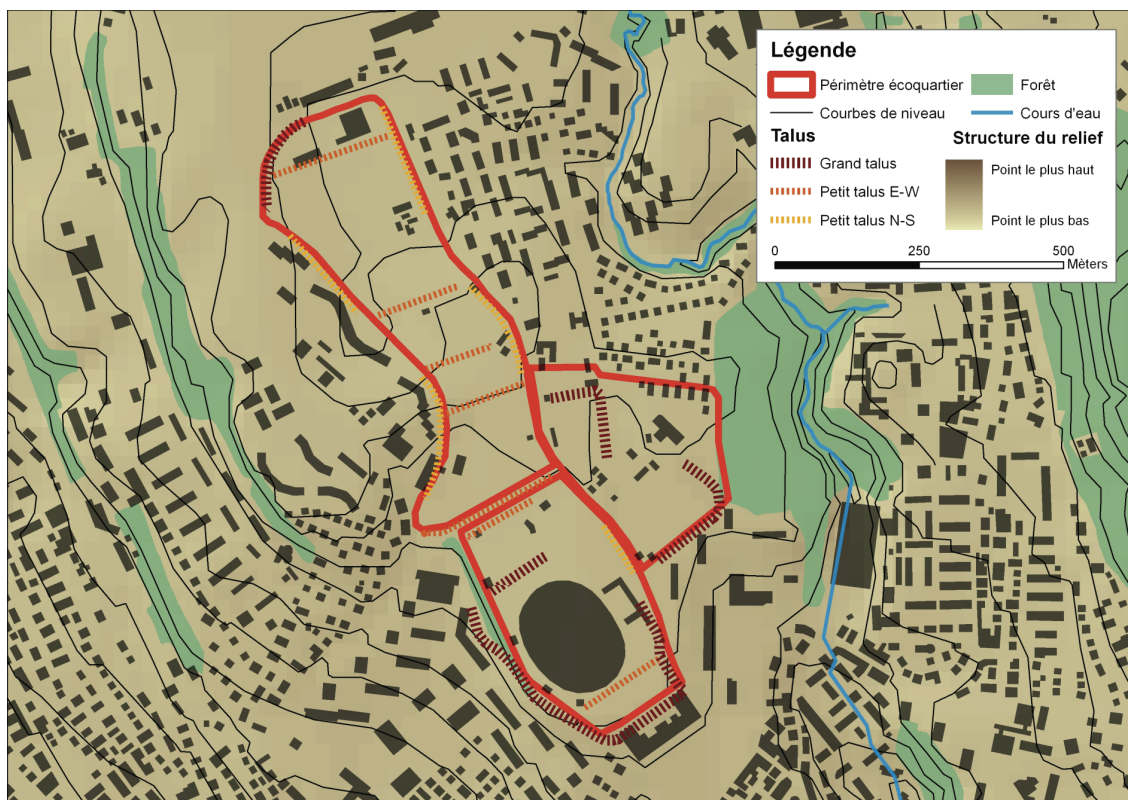 Légende
Périmètre écoquartier
Forêt
Courbes de niveau
Cours d'eau
Talus
Structure du relief
Grand talus
Point le plus haut
Petit talus E-W
Petit talus N-S
Point le plus bas
0 250 500
Mèters